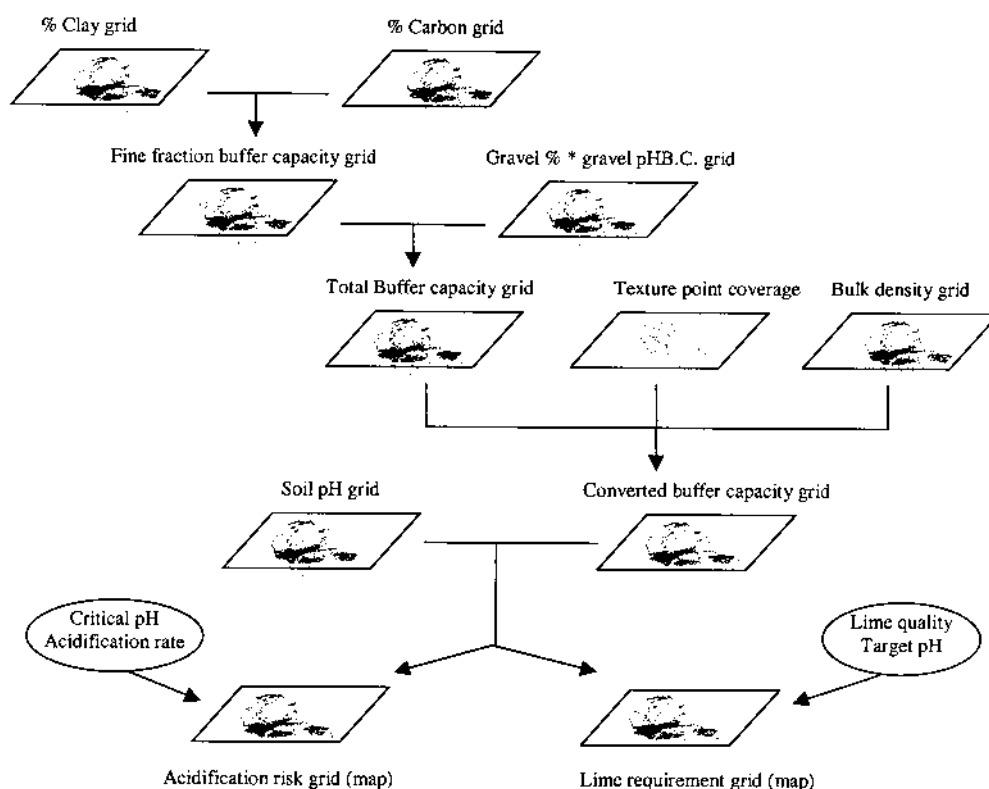 % Clay grid
% Carbon grid
Fine fraction buffer capacity grid
Gravel % * gravel pHB.C. grid
Total Buffer capacity grid
Texture point coverage
Bulk density grid
Soil pH grid
Converted buffer capacity grid
Critical pH
Acidification rate
Lime quality
Target pH
Acidification risk grid (map)
Lime requirement grid (map)